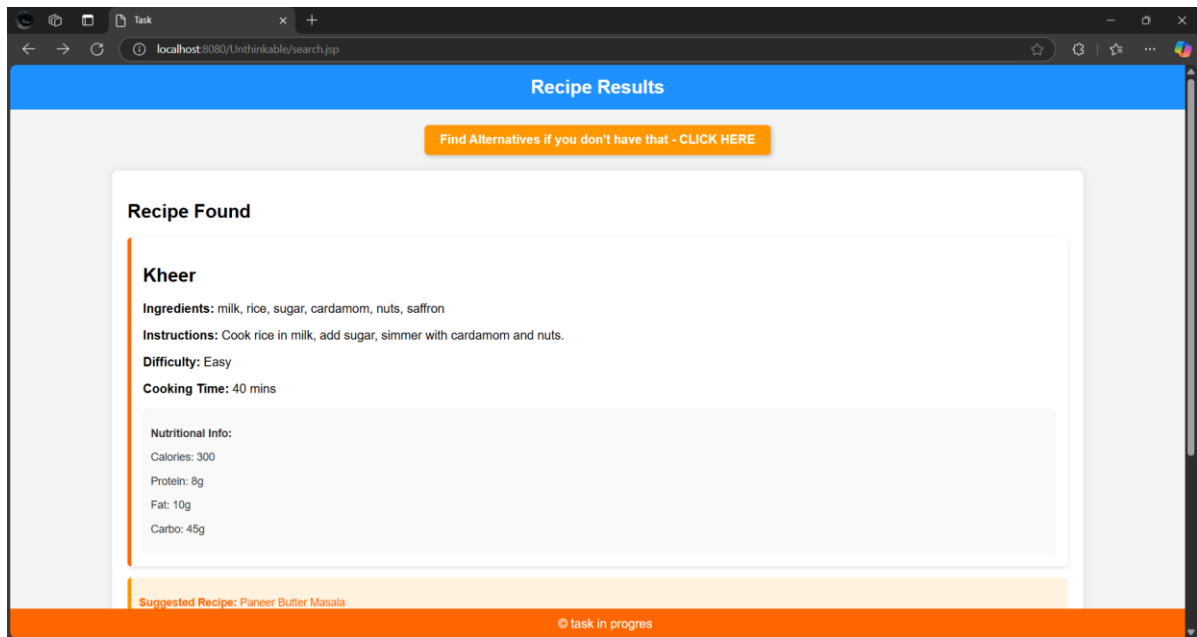 Task
localhost:8080/Unthinkable/search.jsp
Recipe Results
Find Alternatives if you don't have that - CLICK HERE
Recipe Found
Kheer
Ingredients: milk, rice, sugar, cardamom, nuts, saffron
Instructions: Cook rice in milk, add sugar, simmer with cardamom and nuts.
Difficulty: Easy
Cooking Time: 40 mins
Nutritional Info:
Calories: 300
Protein: 8g
Fat: 10g
Carbo: 45g
Suggested Recipe: Paneer Butter Masala
© task in progres